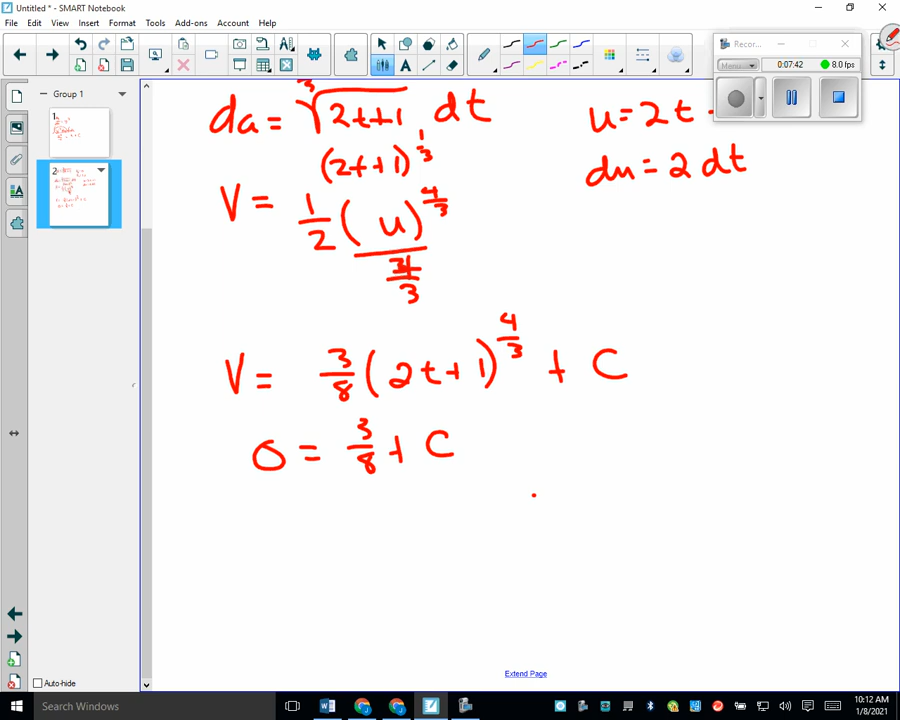 Untitled * - SMART Notebook
File Edit View Insert Format Tools Add-ons Account Help
Recor...
Menu 0:07:42 8.0 fps
Group 1
1
2
da = ∛(2t+1) dt
u = 2t
(2t+1)^(1/3)
du = 2 dt
V = 1/2 (u)^(4/3) / (4/3)
V = 3/8 (2t+1)^(4/3) + C
0 = 3/8 + C
Extend Page
Auto-hide
Search Windows
10:12 AM
1/8/2021